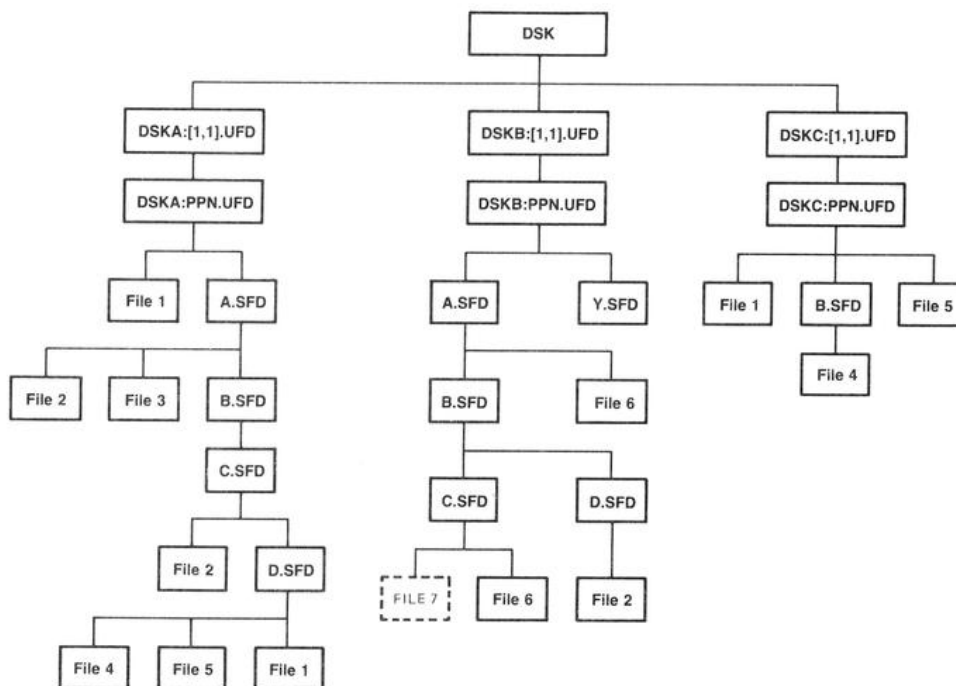 DSK
DSKA:[1,1].UFD
DSKB:[1,1].UFD
DSKC:[1,1].UFD
DSKA:PPN.UFD
DSKB:PPN.UFD
DSKC:PPN.UFD
File 1
A.SFD
A.SFD
Y.SFD
File 1
B.SFD
File 5
File 2
File 3
B.SFD
B.SFD
File 6
File 4
C.SFD
C.SFD
D.SFD
File 2
D.SFD
FILE 7
File 6
File 2
File 4
File 5
File 1